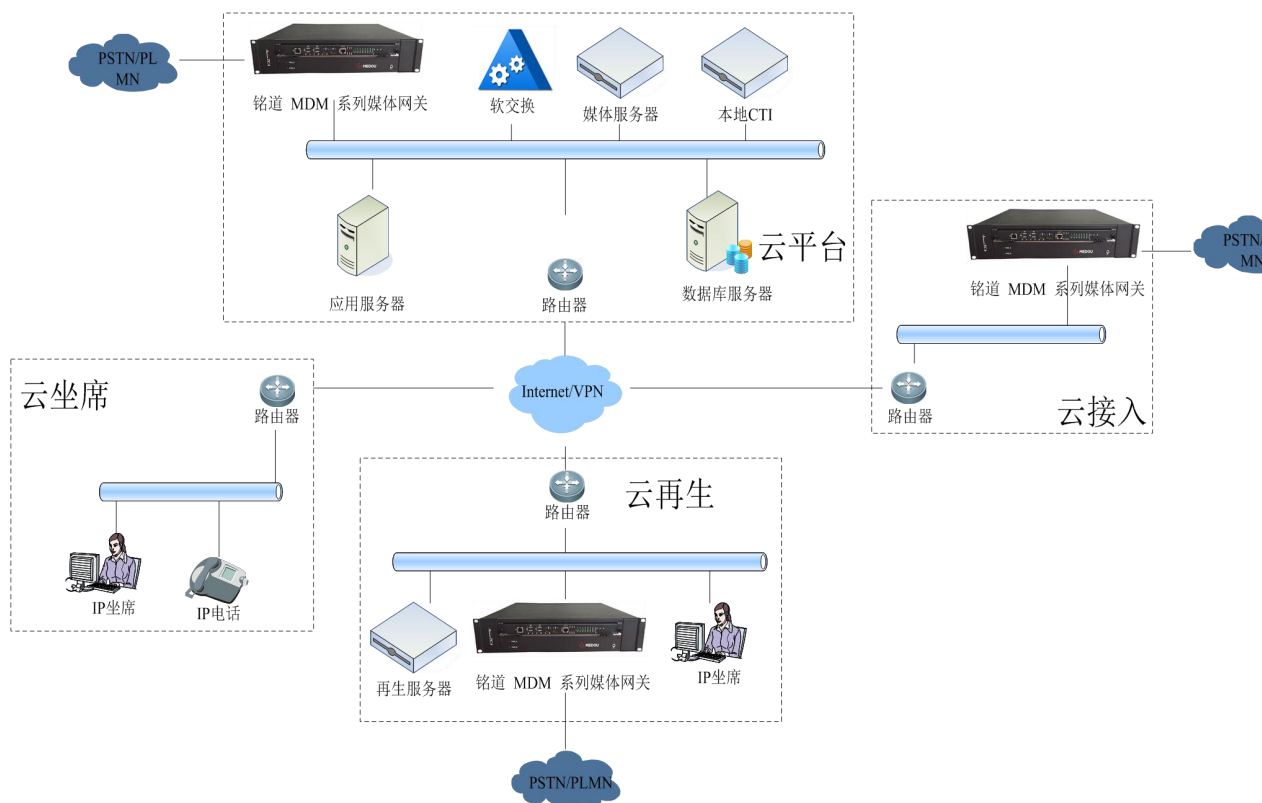 PSTN/PL
MN
MEDOU
铭道 MDM 系列媒体网关
软交换
媒体服务器
本地CTI
应用服务器
路由器
数据库服务器
云平台
MEDOU
铭道 MDM 系列媒体网关
PSTN/
MN
路由器
云接入
Internet/VPN
云坐席
路由器
IP坐席
IP电话
路由器
云再生
再生服务器
MEDOU
铭道 MDM 系列媒体网关
IP坐席
PSTN/PLMN